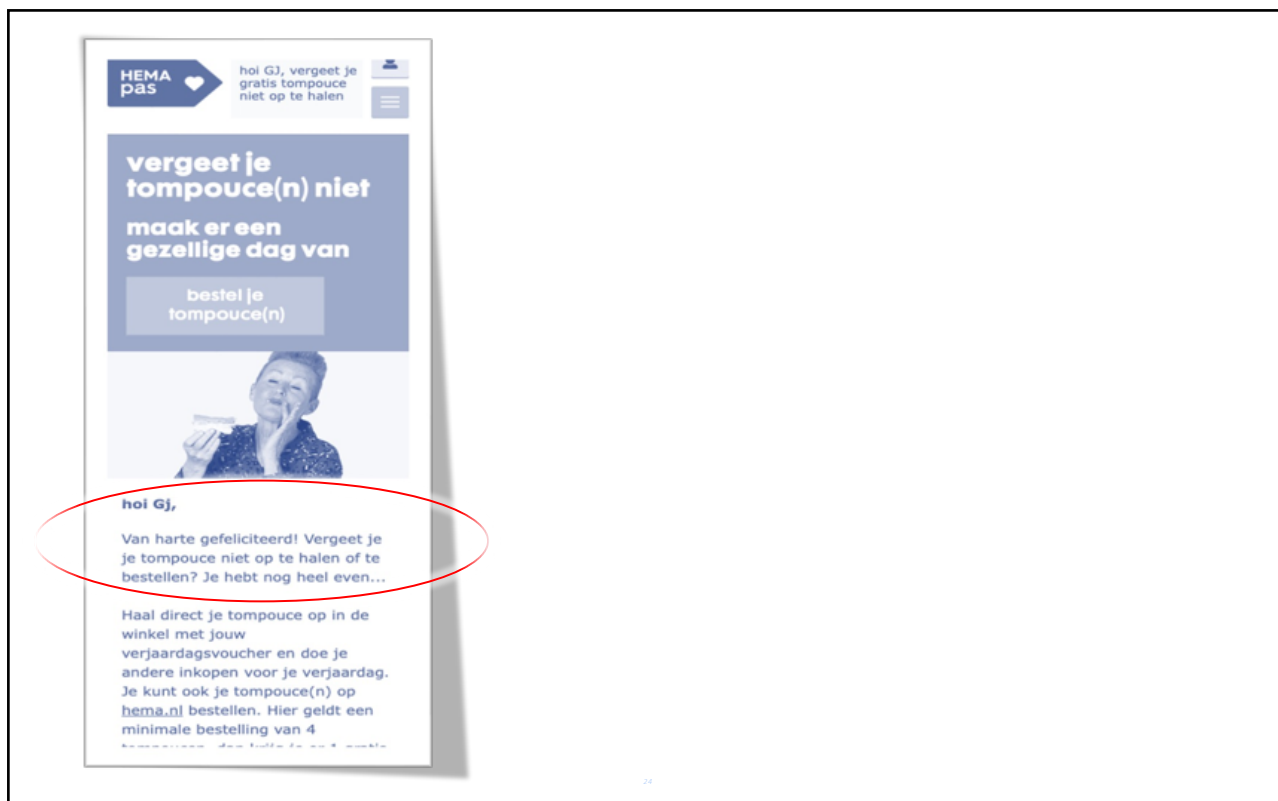 HEMA
pas
hoi GJ, vergeet je
gratis tompouce
niet op te halen
vergeet je
tompouce(n) niet
maak er een
gezellige dag van
bestel je
tompouce(n)
hoi Gj,
Van harte gefeliciteerd! Vergeet je
je tompouce niet op te halen of te
bestellen? Je hebt nog heel even...
Haal direct je tompouce op in de
winkel met jouw
verjaardagsvoucher en doe je
andere inkopen voor je verjaardag.
Je kunt ook je tompouce(n) op
hema.nl bestellen. Hier geldt een
minimale bestelling van 4
24